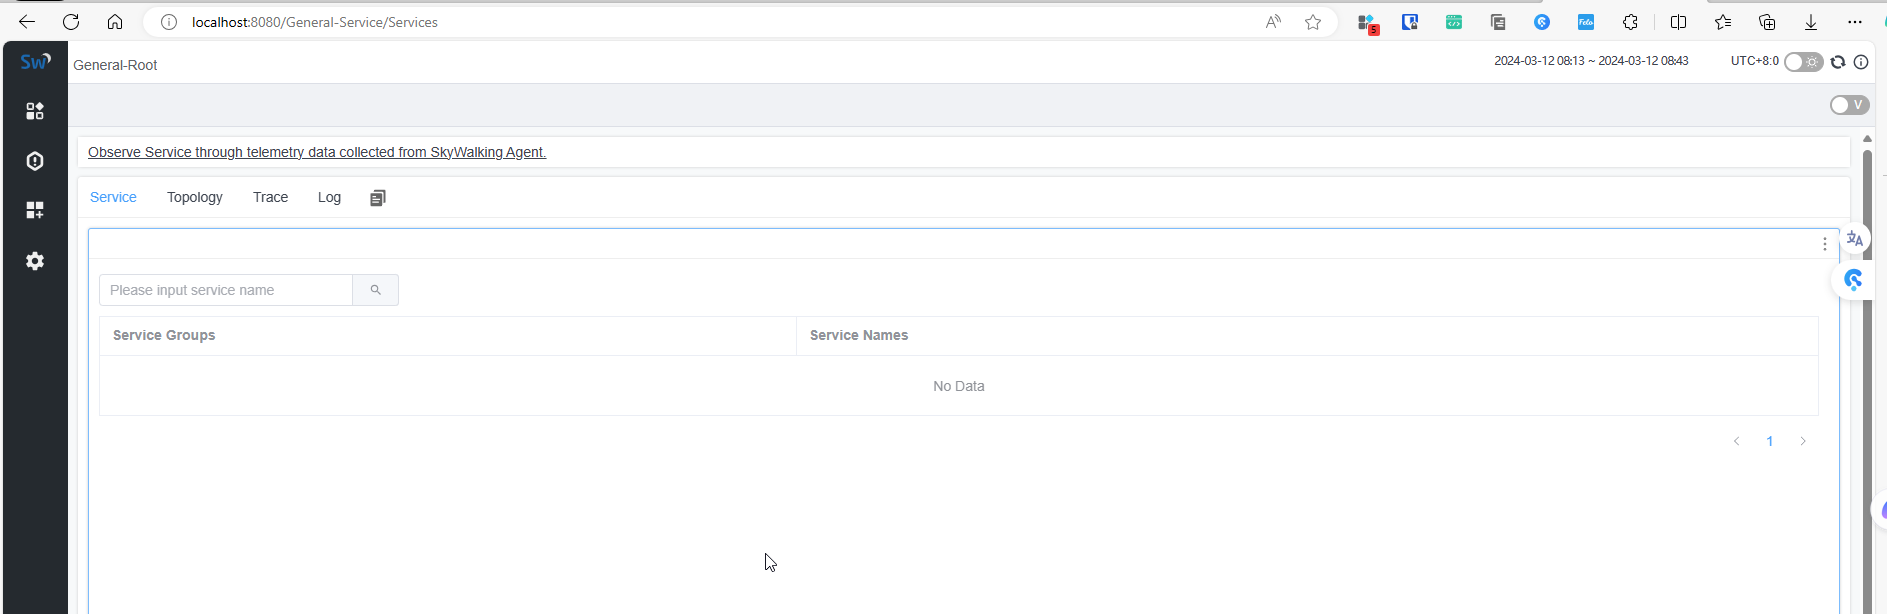 localhost:8080/General-Service/Services
5
Felo
Sw
General-Root
2024-03-12 08:13 ~ 2024-03-12 08:43
UTC+8:0
V
Observe Service through telemetry data collected from SkyWalking Agent.
Service
Topology
Trace
Log
Please input service name
Service Groups
Service Names
No Data
1